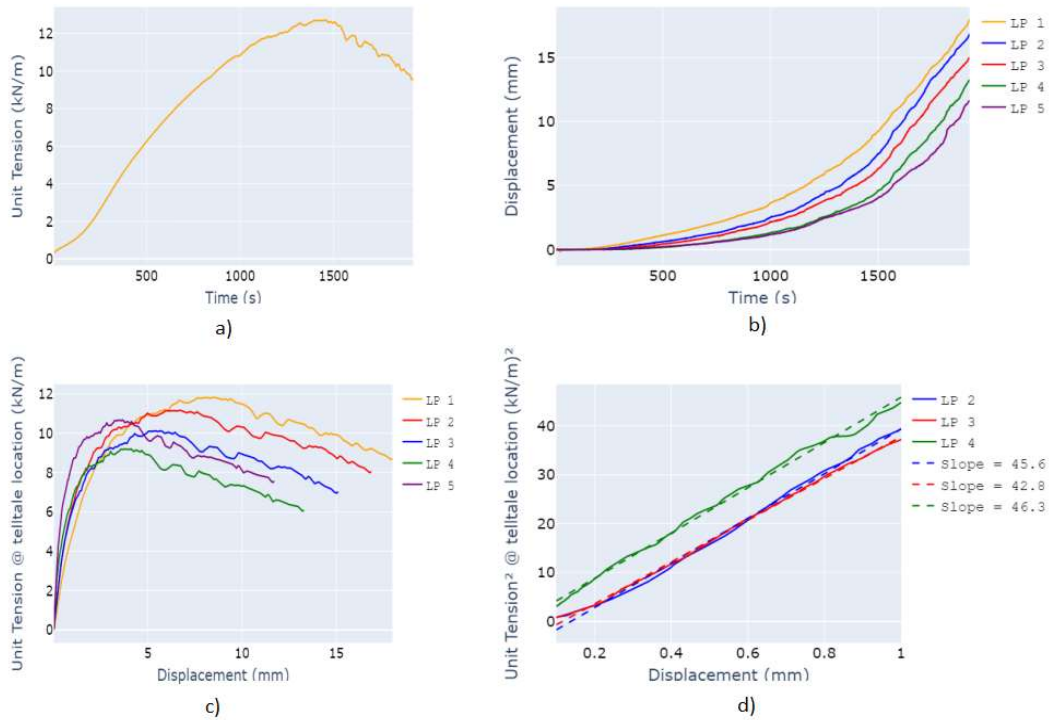 12
10
8
6
4
2
0
Unit Tension (kN/m)
500
1000
1500
Time (s)
a)
15
10
5
0
Displacement (mm)
500
1000
1500
Time (s)
LP 1
LP 2
LP 3
LP 4
LP 5
b)
12
10
8
6
4
2
0
Unit Tension @ telltale location (kN/m)
5
10
15
Displacement (mm)
LP 1
LP 2
LP 3
LP 4
LP 5
c)
40
30
20
10
0
Unit Tension² @ telltale location (kN/m)²
0.2
0.4
0.6
0.8
1
Displacement (mm)
LP 2
LP 3
LP 4
Slope = 45.6
Slope = 42.8
Slope = 46.3
d)